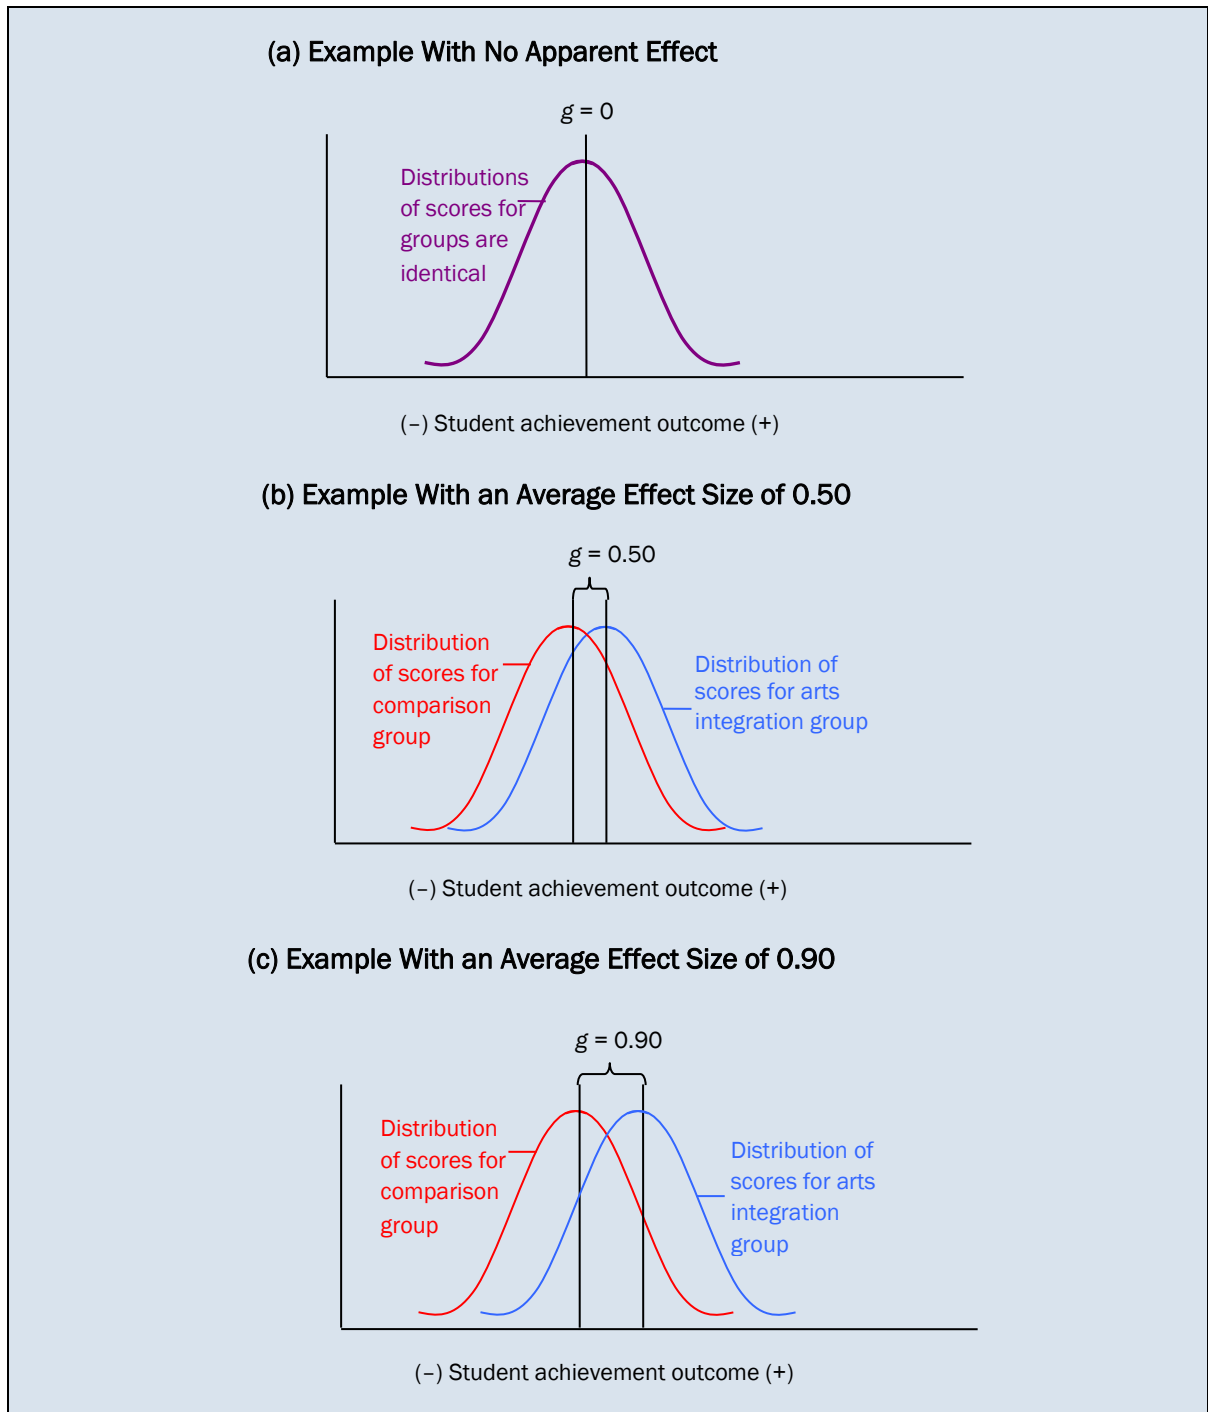 (a) Example With No Apparent Effect
g = 0
Distributions
of scores for
groups are
identical
(–) Student achievement outcome (+)
(b) Example With an Average Effect Size of 0.50
g = 0.50
Distribution
of scores for
comparison
group
Distribution of
scores for arts
integration group
(–) Student achievement outcome (+)
(c) Example With an Average Effect Size of 0.90
g = 0.90
Distribution
of scores for
comparison
group
Distribution of
scores for arts
integration
group
(–) Student achievement outcome (+)